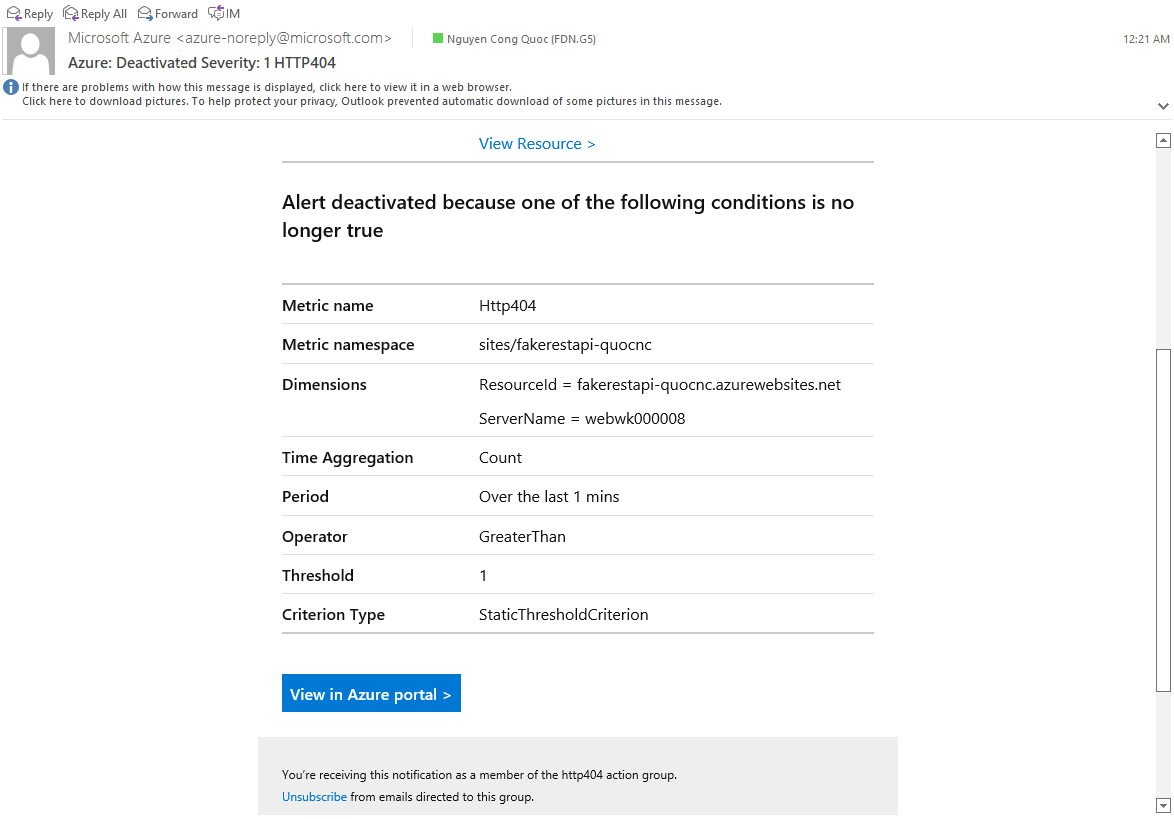 Reply Reply All Forward IM
Microsoft Azure <azure-noreply@microsoft.com> Nguyen Cong Quoc (FDN.G5) 12:21 AM
Azure: Deactivated Severity: 1 HTTP404
If there are problems with how this message is displayed, click here to view it in a web browser.
Click here to download pictures. To help protect your privacy, Outlook prevented automatic download of some pictures in this message.
View Resource >
Alert deactivated because one of the following conditions is no
longer true
Metric name Http404
Metric namespace sites/fakerestapi-quocnc
Dimensions ResourceId = fakerestapi-quocnc.azurewebsites.net
ServerName = webwk000008
Time Aggregation Count
Period Over the last 1 mins
Operator GreaterThan
Threshold 1
Criterion Type StaticThresholdCriterion
View in Azure portal >
You're receiving this notification as a member of the http404 action group.
Unsubscribe from emails directed to this group.